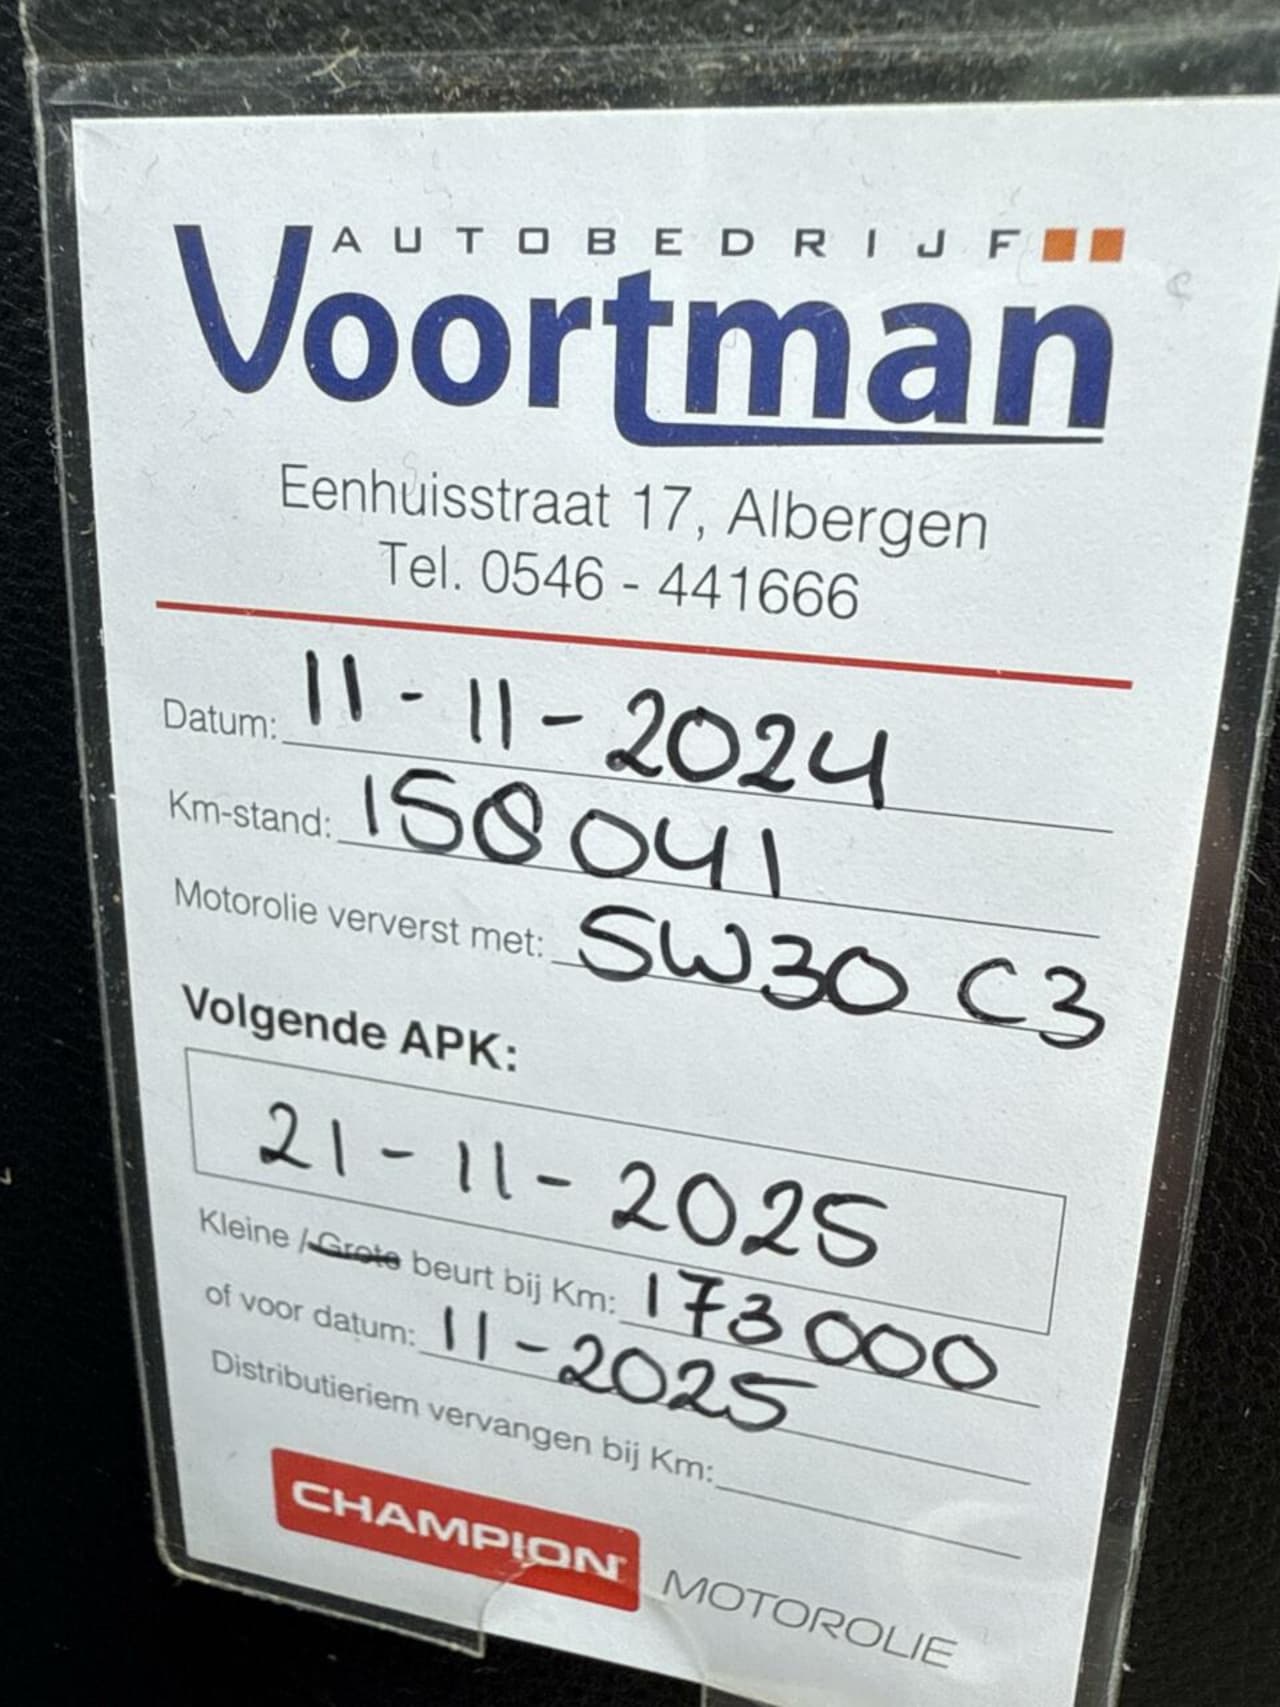 AUTOBEDRIJF
Voortman
Eenhuisstraat 17, Albergen
Tel. 0546 - 441666
Datum: 11 - 11 - 2024
Km-stand: 158041
Motorolie ververst met: 5W30 C3
Volgende APK:
21 - 11 - 2025
Kleine / Grote beurt bij Km: 173000
of voor datum: 11 - 2025
Distributieriem vervangen bij Km:
CHAMPION MOTOROLIE